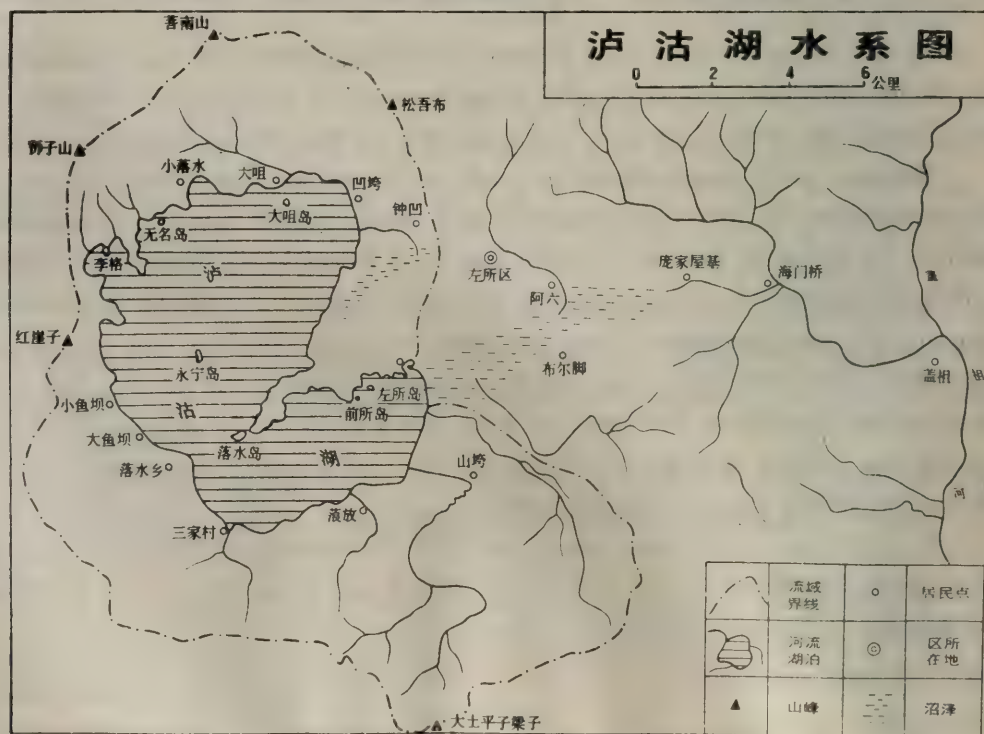 泸沽湖水系图
0 2 4 6 公里
菩南山
松吾布
狮子山
小落水
大咀
凹垮
大咀岛
钟凹
无名岛
李格
泸
左所区
阿六
庞家屋基
海门桥
红崖子
永宁岛
布尔脚
盖祖
祖
小鱼坝
沽
左所岛
前所岛
大鱼坝
落水岛
湖
落水乡
山垮
河
三家村
大土平子梁子
流域
界线
居民点
河流
湖泊
区所
在地
山峰
沼泽